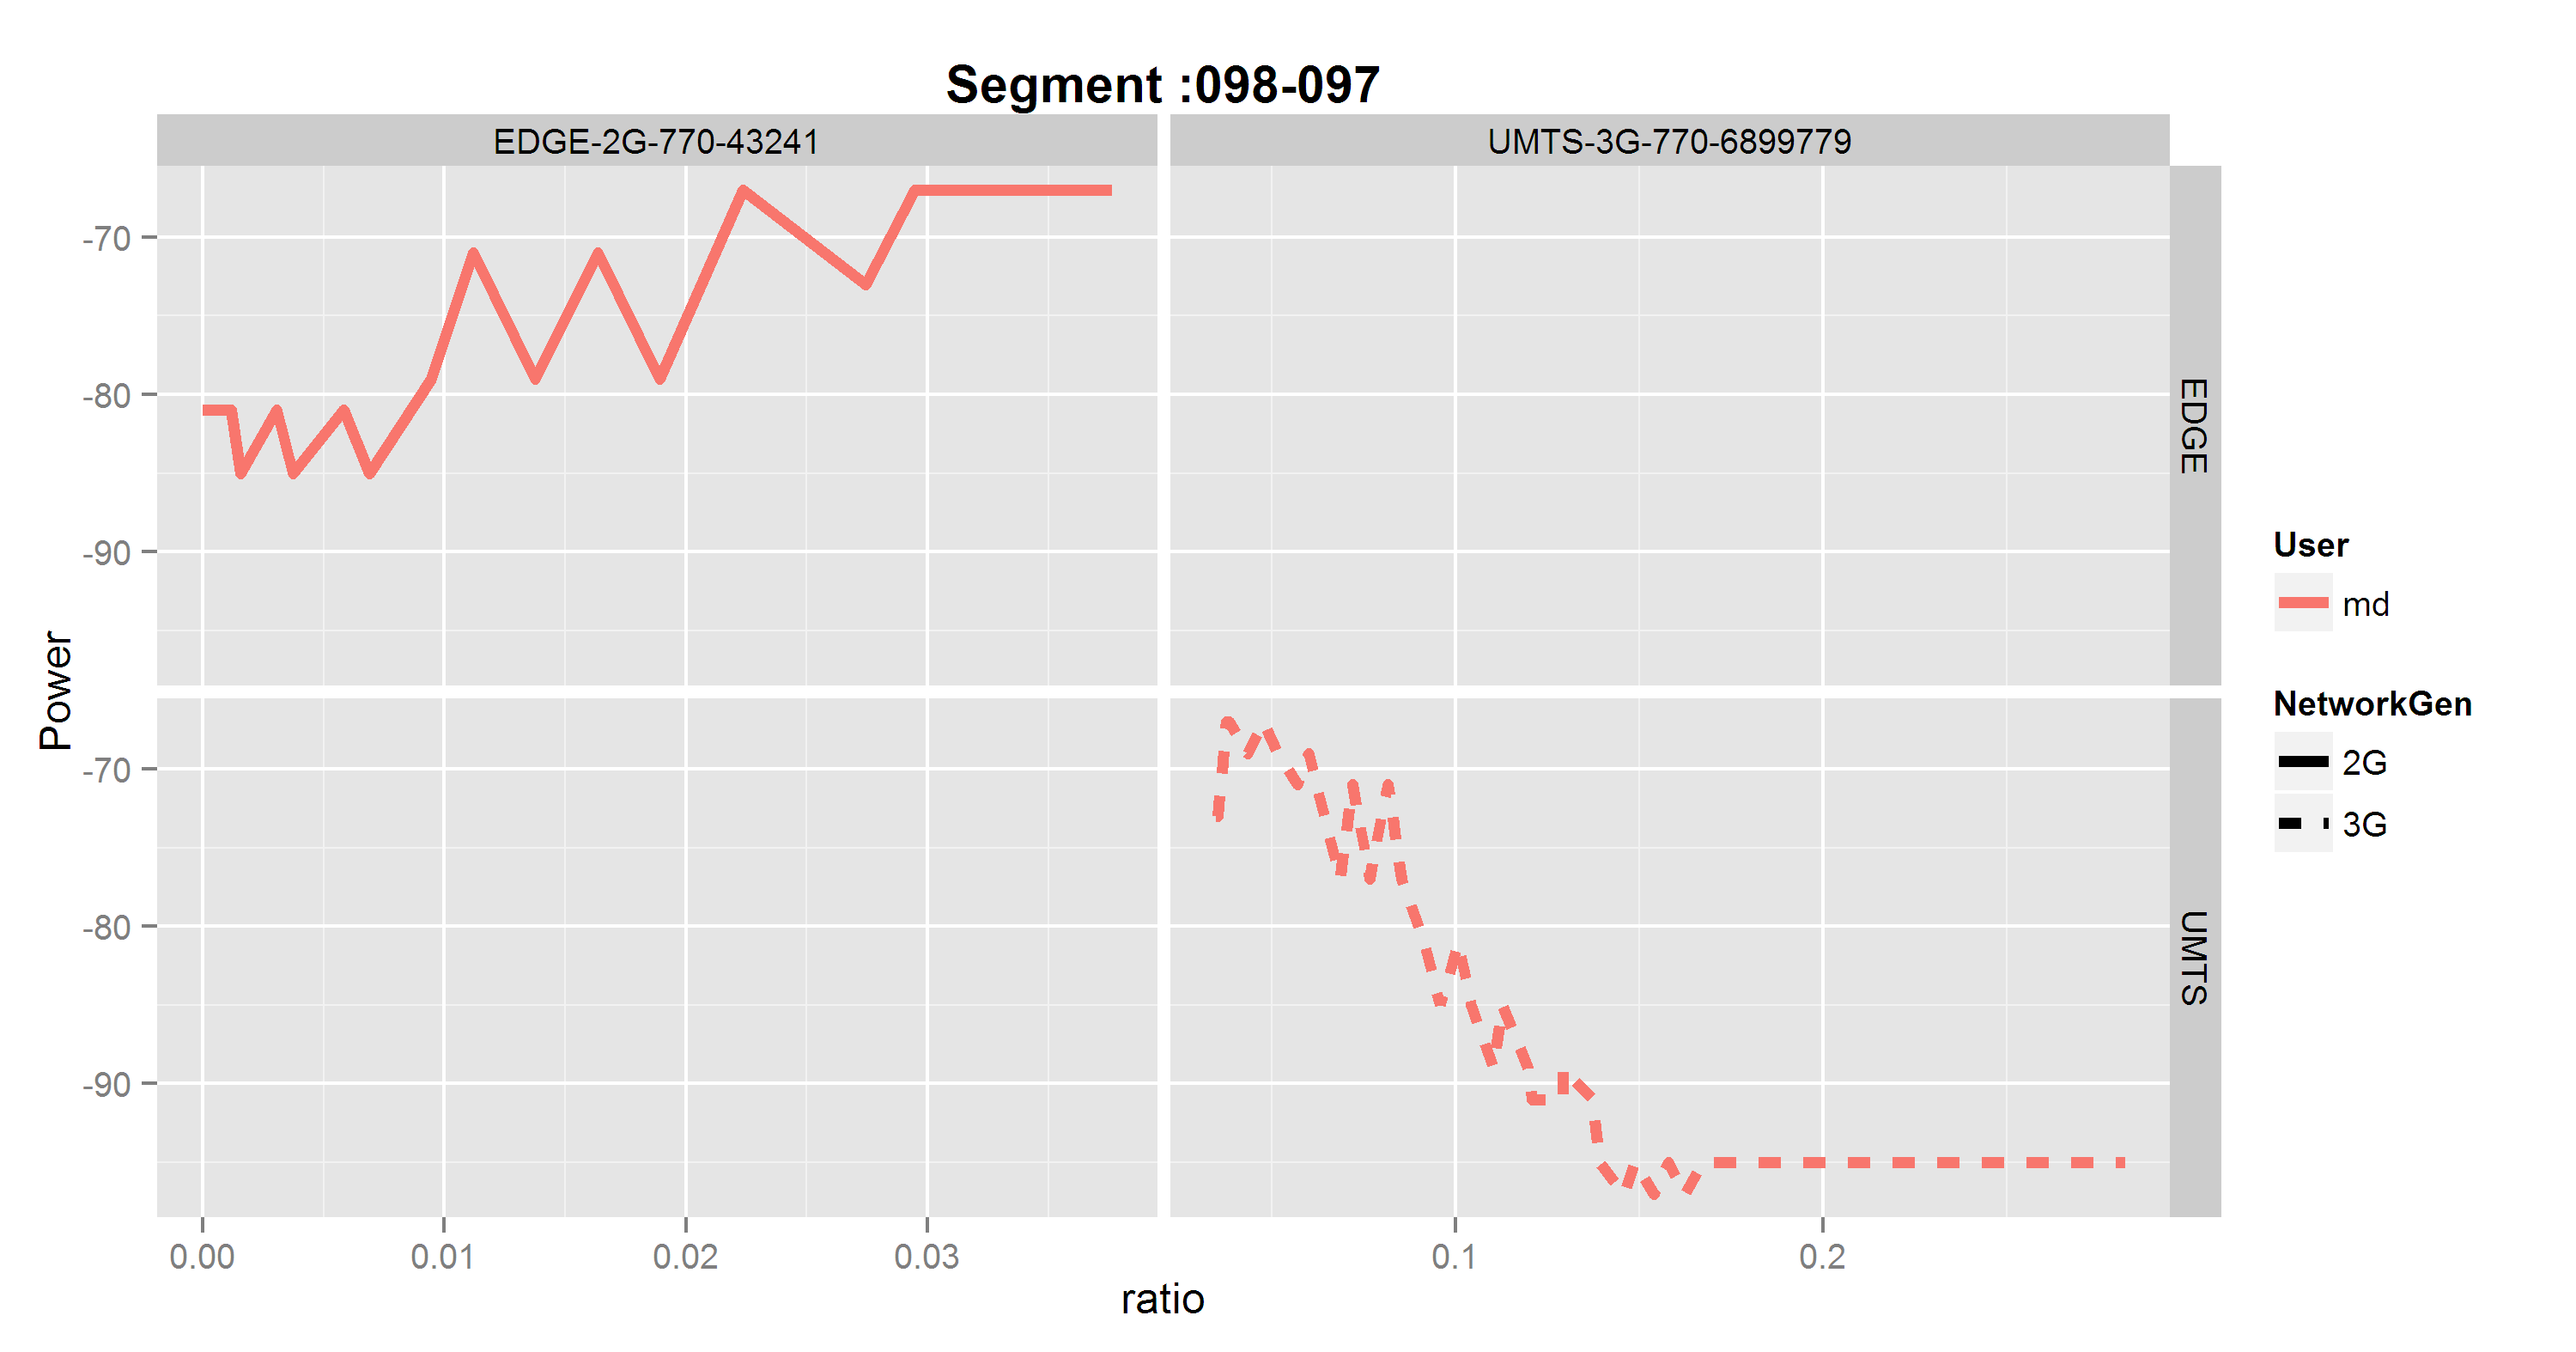 Segment :098-097
EDGE-2G-770-43241
UMTS-3G-770-6899779
-70
-80
-90
EDGE
-70
-80
-90
UMTS
Power
0.00
0.01
0.02
0.03
0.1
0.2
ratio
User
md
NetworkGen
2G
3G